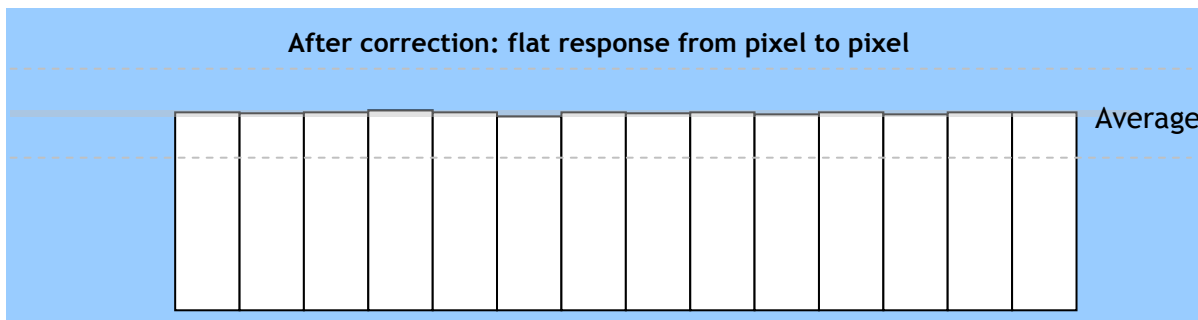 After correction: flat response from pixel to pixel
Average